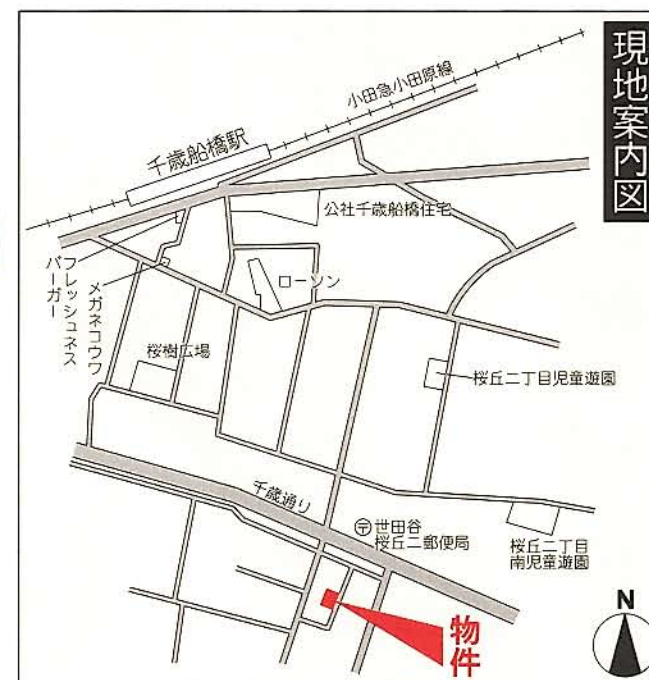 現地案内図
小田急小田原線
千歳船橋駅
公社千歳船橋住宅
フレッシュネス
バーガー
メガネコウワ
ローソン
桜樹広場
桜丘二丁目児童遊園
千歳通り
〒世田谷
桜丘二郵便局
桜丘二丁目
南児童遊園
物件
N